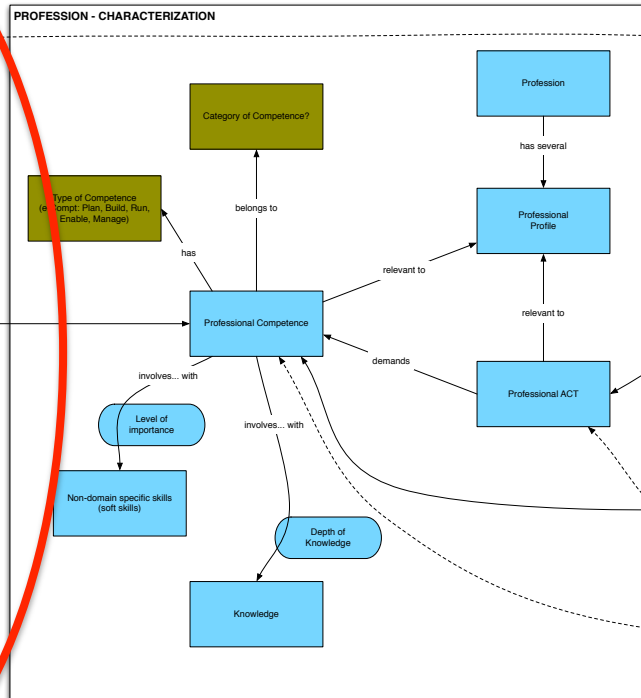 PROFESSION - CHARACTERIZATION
Profession
Category of Competence?
has several
Type of Competence
Compt: Plan, Build, Run,
Enable, Manage)
belongs to
Professional
Profile
has
relevant to
relevant to
Professional Competence
demands
Professional ACT
involves... with
Level of
importance
involves... with
Non-domain specific skills
(soft skills)
Depth of
Knowledge
Knowledge